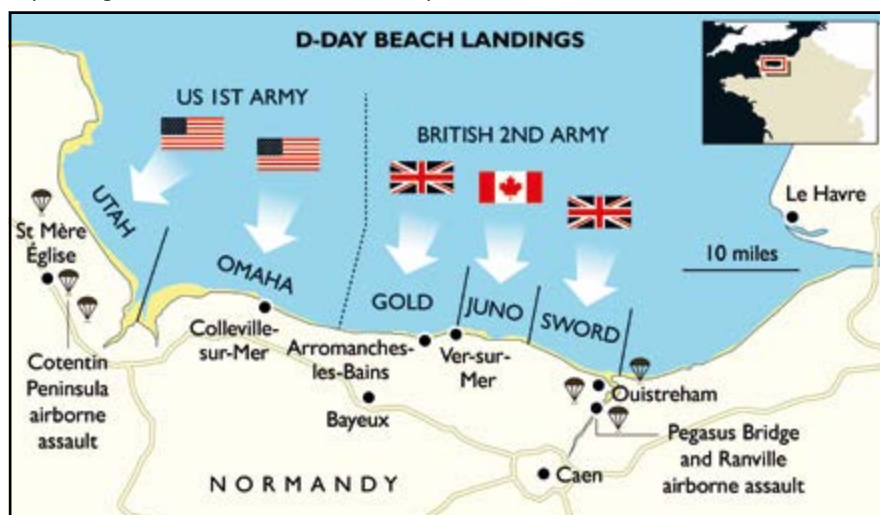 D-DAY BEACH LANDINGS
US 1ST ARMY
BRITISH 2ND ARMY
UTAH
OMAHA
GOLD
JUNO
SWORD
Le Havre
10 miles
St Mère
Église
Cotentin
Peninsula
airborne
assault
Colleville-
sur-Mer
Arromanches-
les-Bains
Ver-sur-
Mer
Bayeux
Ouistreham
Pegasus Bridge
and Ranville
airborne assault
Caen
NORMANDY